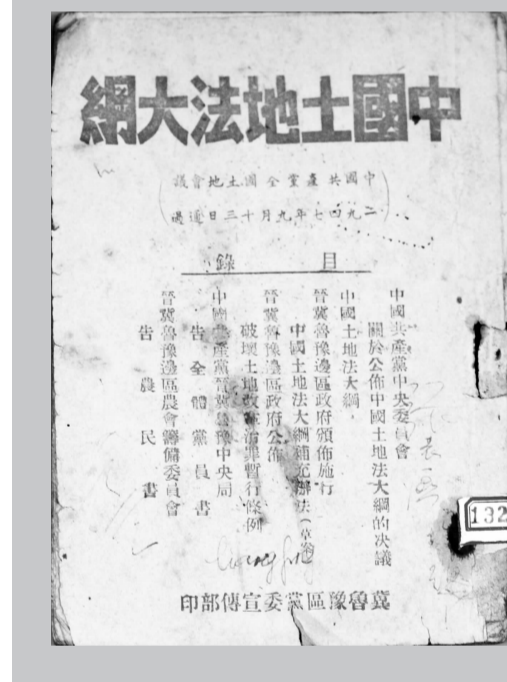 中國土地法大綱
中國共產黨全國土地會議
一九四七年九月十三日通過
目錄
中國共產黨中央委員會
關於公佈中國土地法大綱的決議
中國土地法大綱
晉冀魯豫邊區政府頒佈施行
中國土地法大綱補充辦法(草案)
晉冀魯豫邊區政府公佈
破壞土地改革治罪暫行條例
中國共產黨晉冀魯豫中央局
告全體黨員書
晉冀魯豫邊區農會籌備委員會
告農民書
冀魯豫區黨委宣傳部印
132